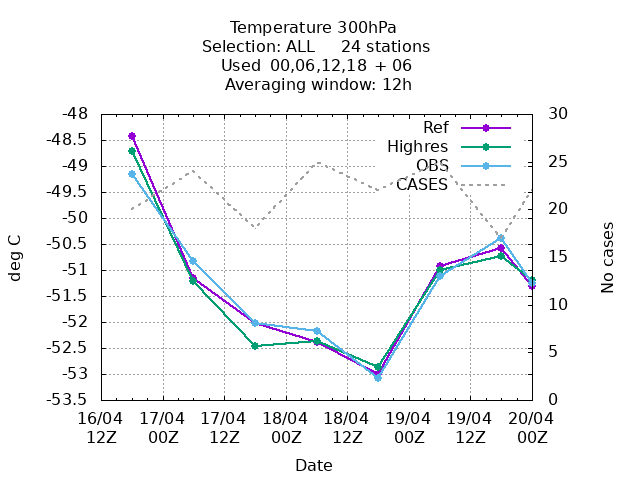 Temperature 300hPa
Selection: ALL     24 stations
Used  00,06,12,18  + 06
Averaging window: 12h
-48
-48.5
-49
-49.5
-50
-50.5
-51
-51.5
-52
-52.5
-53
-53.5
30
25
20
15
10
5
0
Ref
Highres
OBS
CASES
deg C
No cases
16/04 17/04 17/04 18/04 18/04 19/04 19/04 20/04
12Z 00Z 12Z 00Z 12Z 00Z 12Z 00Z
Date